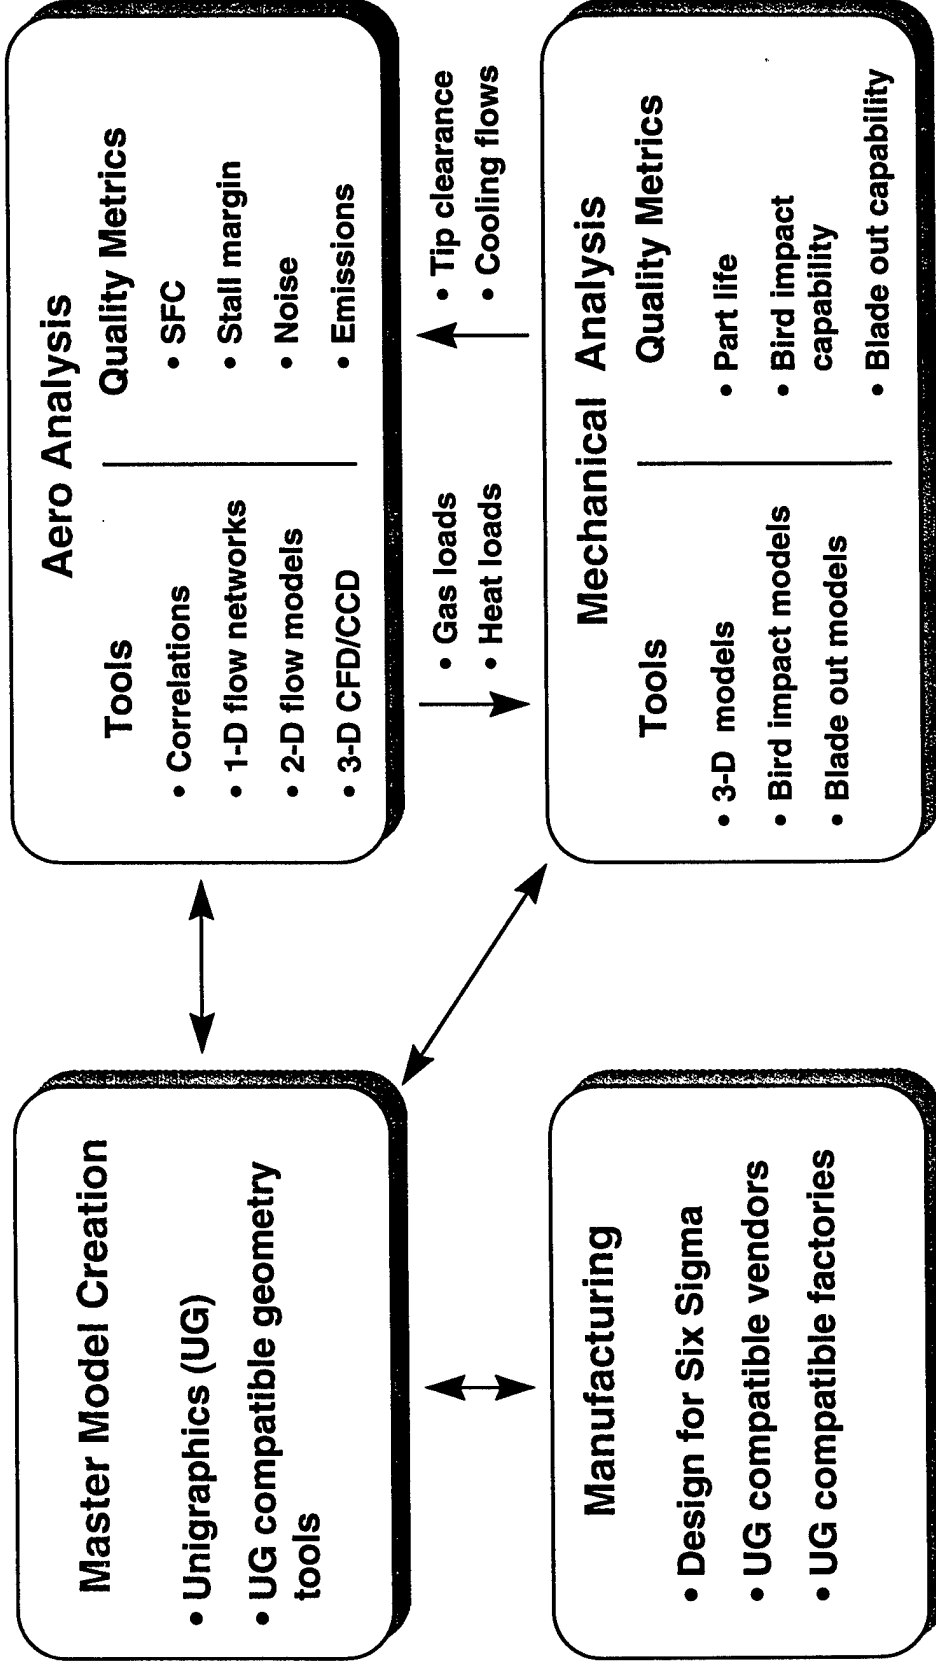 Master Model Creation
• Unigraphics (UG)
• UG compatible geometry
tools
Aero Analysis
Tools
• Correlations
• 1-D flow networks
• 2-D flow models
• 3-D CFD/CCD
Quality Metrics
• SFC
• Stall margin
• Noise
• Emissions
• Gas loads
• Heat loads
• Tip clearance
• Cooling flows
Manufacturing
• Design for Six Sigma
• UG compatible vendors
• UG compatible factories
Mechanical Analysis
Tools
• 3-D models
• Bird impact models
• Blade out models
Quality Metrics
• Part life
• Bird impact
capability
• Blade out capability